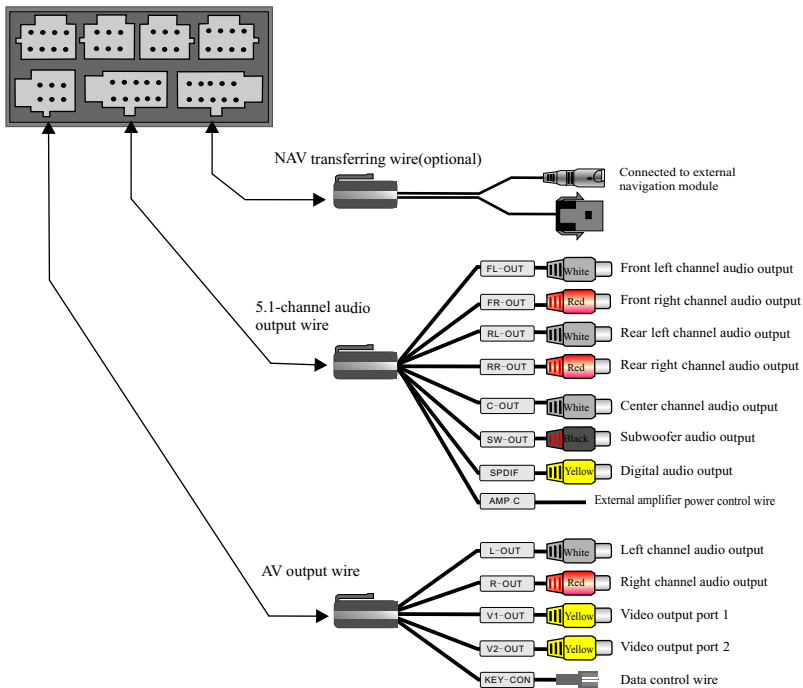 NAV transferring wire(optional)
Connected to external
navigation module
5.1-channel audio
output wire
FL-OUT White Front left channel audio output
FR-OUT Red Front right channel audio output
RL-OUT White Rear left channel audio output
RR-OUT Red Rear right channel audio output
C-OUT White Center channel audio output
SW-OUT Black Subwoofer audio output
SPDIF Yellow Digital audio output
AMP-C External amplifier power control wire
AV output wire
L-OUT White Left channel audio output
R-OUT Red Right channel audio output
V1-OUT Yellow Video output port 1
V2-OUT Yellow Video output port 2
KEY-CON Data control wire